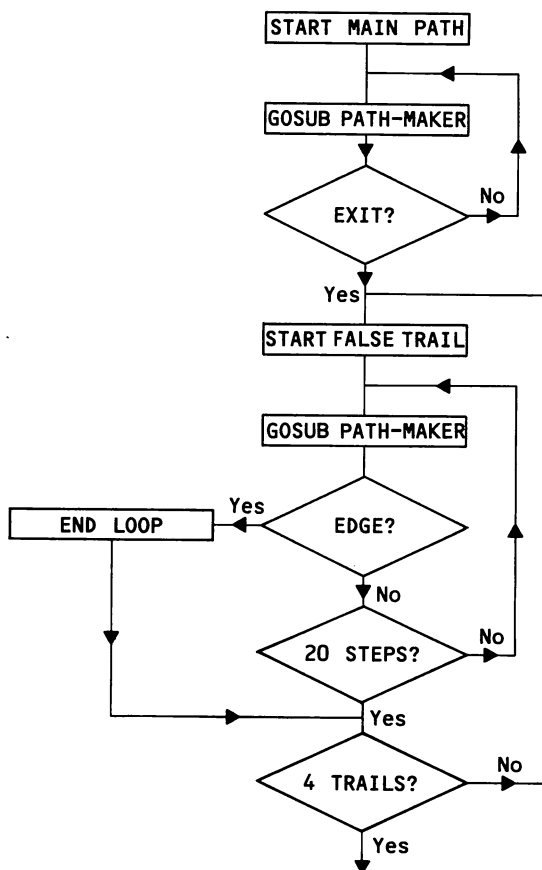 START MAIN PATH
GOSUB PATH-MAKER
EXIT?
No
Yes
START FALSE TRAIL
GOSUB PATH-MAKER
Yes
END LOOP
EDGE?
No
20 STEPS?
No
Yes
4 TRAILS?
No
Yes